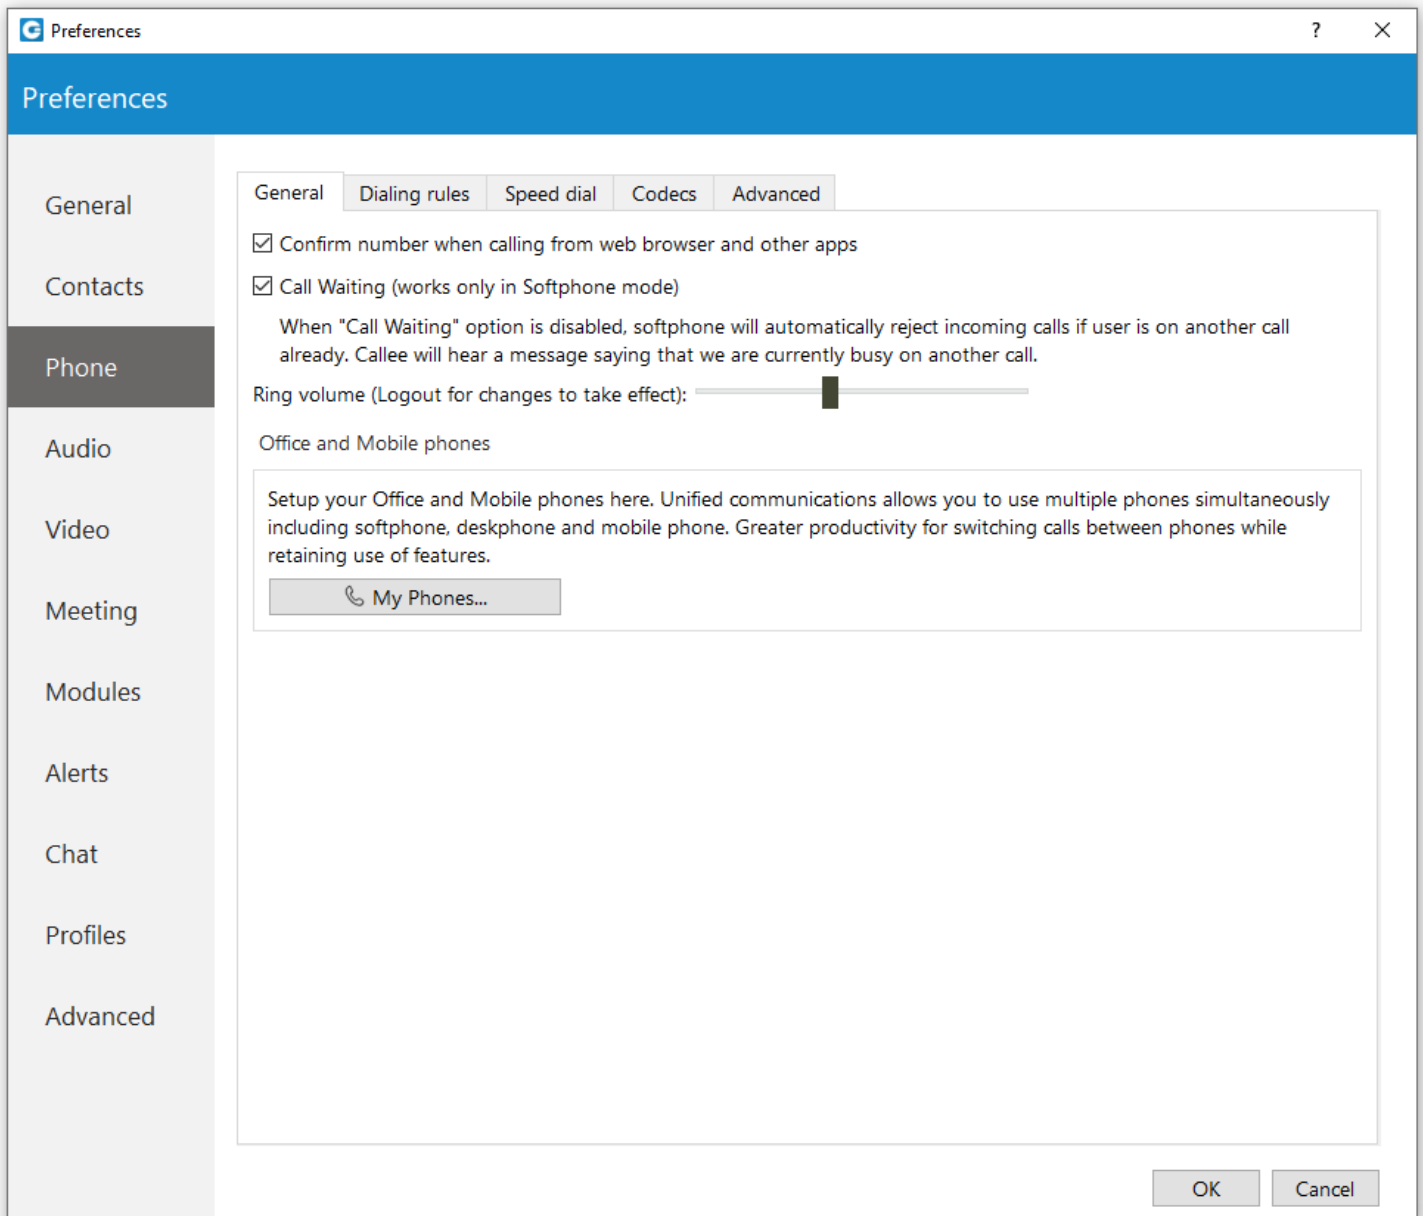 Preferences
?
Preferences
General
Contacts
Phone
Audio
Video
Meeting
Modules
Alerts
Chat
Profiles
Advanced
General Dialing rules Speed dial Codecs Advanced
Confirm number when calling from web browser and other apps
Call Waiting (works only in Softphone mode)
When "Call Waiting" option is disabled, softphone will automatically reject incoming calls if user is on another call
already. Callee will hear a message saying that we are currently busy on another call.
Ring volume (Logout for changes to take effect):
Office and Mobile phones
Setup your Office and Mobile phones here. Unified communications allows you to use multiple phones simultaneously
including softphone, deskphone and mobile phone. Greater productivity for switching calls between phones while
retaining use of features.
My Phones...
OK Cancel